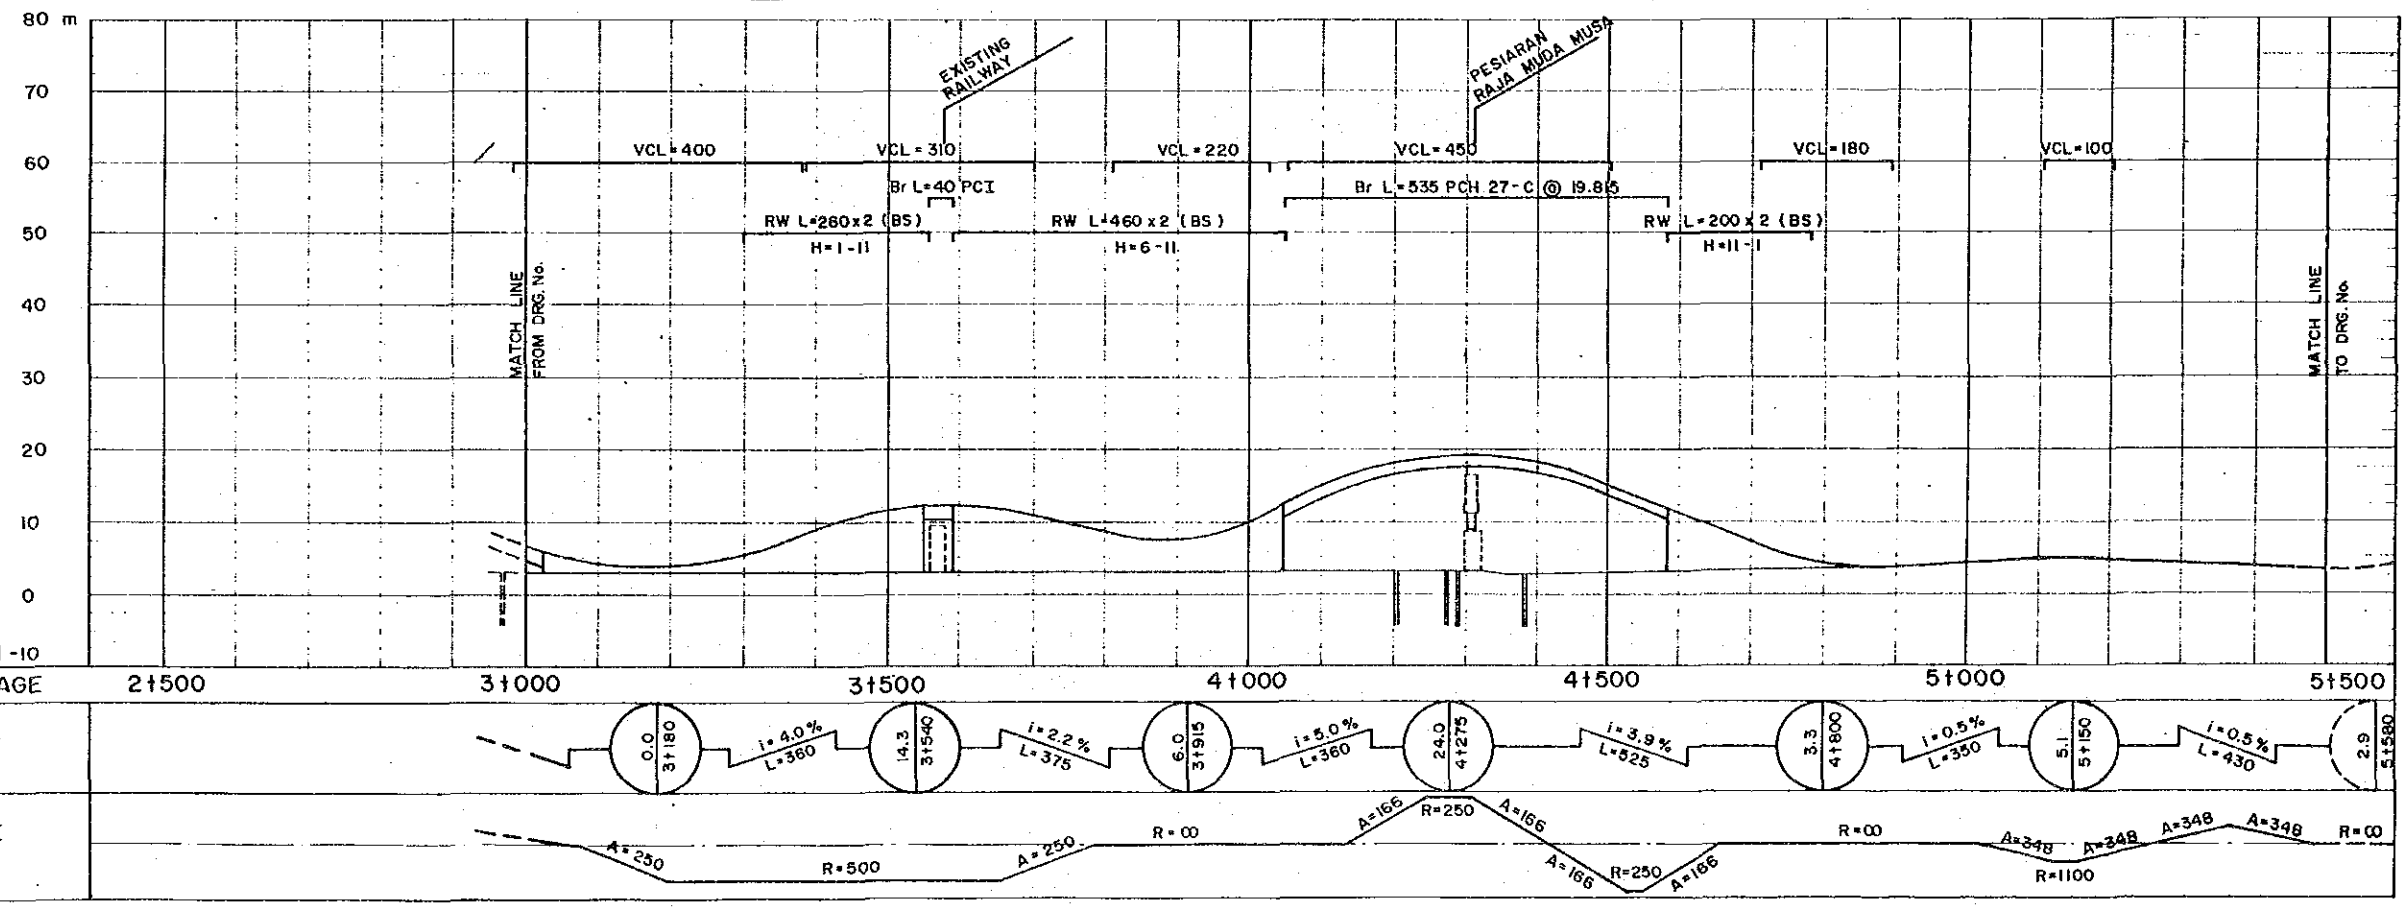 80 m
EXISTING
RAILWAY
PESIARAN
RAJA MUDA MUSA
70
60
VCL=400
VCL=310
VCL=220
VCL=450
VCL=180
VCL=100
Br L=40 PCI
Br L=535 PCH 27-C @ 19.815
RW L=260x2 (BS)
RW L=460x2 (BS)
RW L=200x2 (BS)
50
H=1-11
H=6-11
H=11-1
40
MATCH LINE
FROM DRG. No.
MATCH LINE
TO DRG. No.
30
20
10
0
-10
AGE
2+500
3+000
3+500
4+000
4+500
5+000
5+500
0.0
3+180
i=4.0%
L=360
14.3
3+540
i=2.2%
L=375
6.0
3+915
i=5.0%
L=360
24.0
4+275
i=3.9%
L=525
3.3
4+800
i=0.5%
L=350
5.1
5+150
i=0.5%
L=430
2.9
5+580
A=250
R=500
A=250
R=∞
A=166
R=250
A=166
A=166
R=250
A=166
R=∞
A=348
R=1100
A=348
A=348
A=348
R=∞